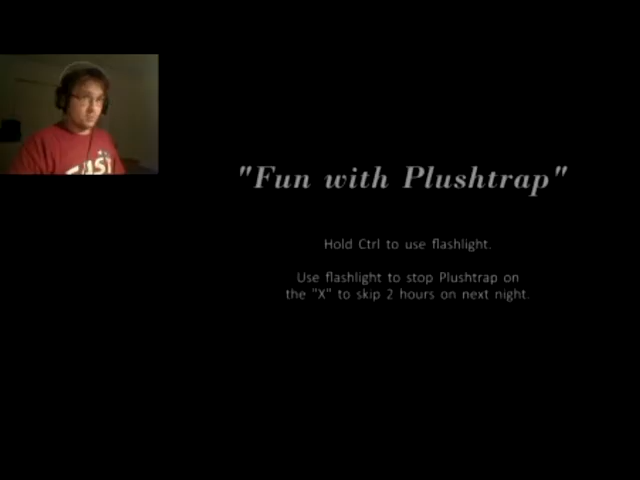 "Fun with Plushtrap"
Hold Ctrl to use flashlight.
Use flashlight to stop Plushtrap on
the "X" to skip 2 hours on next night.